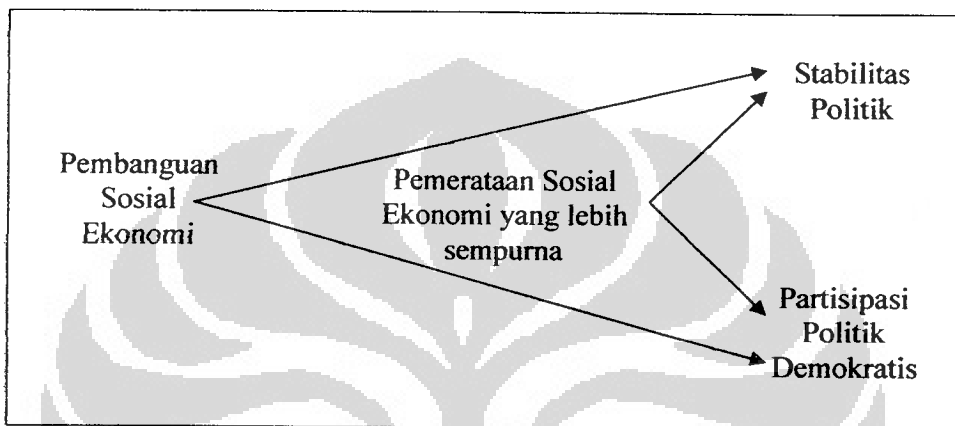 Stabilitas
Politik
Pembanguan
Sosial
Ekonomi
Pemerataan Sosial
Ekonomi yang lebih
sempurna
Partisipasi
Politik
Demokratis